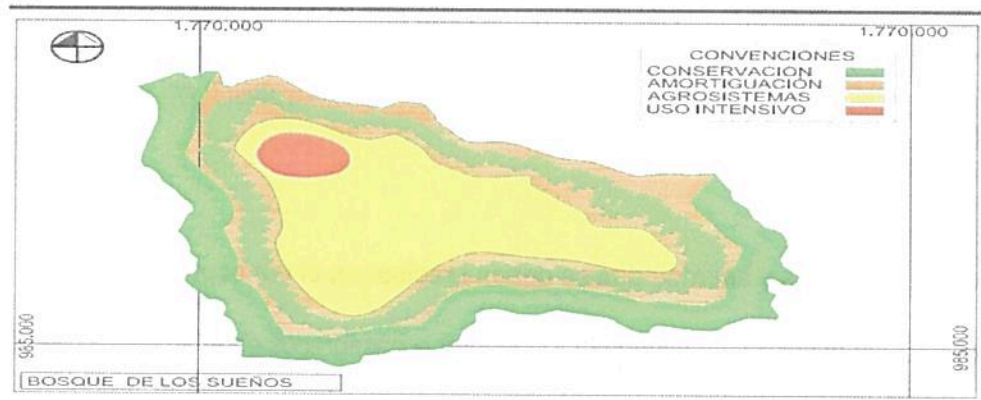 1.770.000
1.770.000
CONVENCIONES
CONSERVACION
AMORTIGUACIÓN
AGROSISTEMAS
USO INTENSIVO
985.000
985.000
BOSQUE DE LOS SUEÑOS